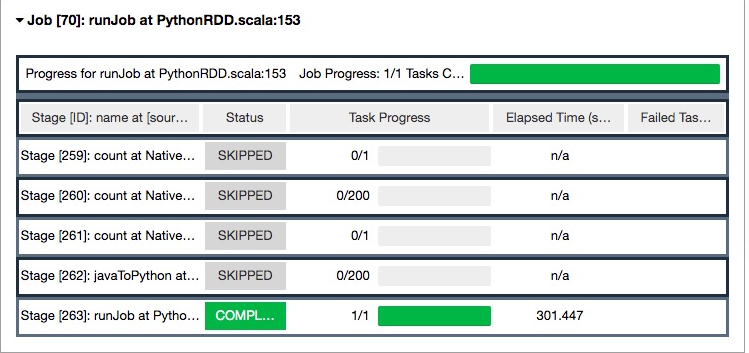 Job [70]: runJob at PythonRDD.scala:153
Progress for runJob at PythonRDD.scala:153 Job Progress: 1/1 Tasks C...
Stage [ID]: name at [sour... Status Task Progress Elapsed Time (s... Failed Tas...
Stage [259]: count at Native... SKIPPED 0/1 n/a
Stage [260]: count at Native... SKIPPED 0/200 n/a
Stage [261]: count at Native... SKIPPED 0/1 n/a
Stage [262]: javaToPython at... SKIPPED 0/200 n/a
Stage [263]: runJob at Pytho... COMPL... 1/1 301.447